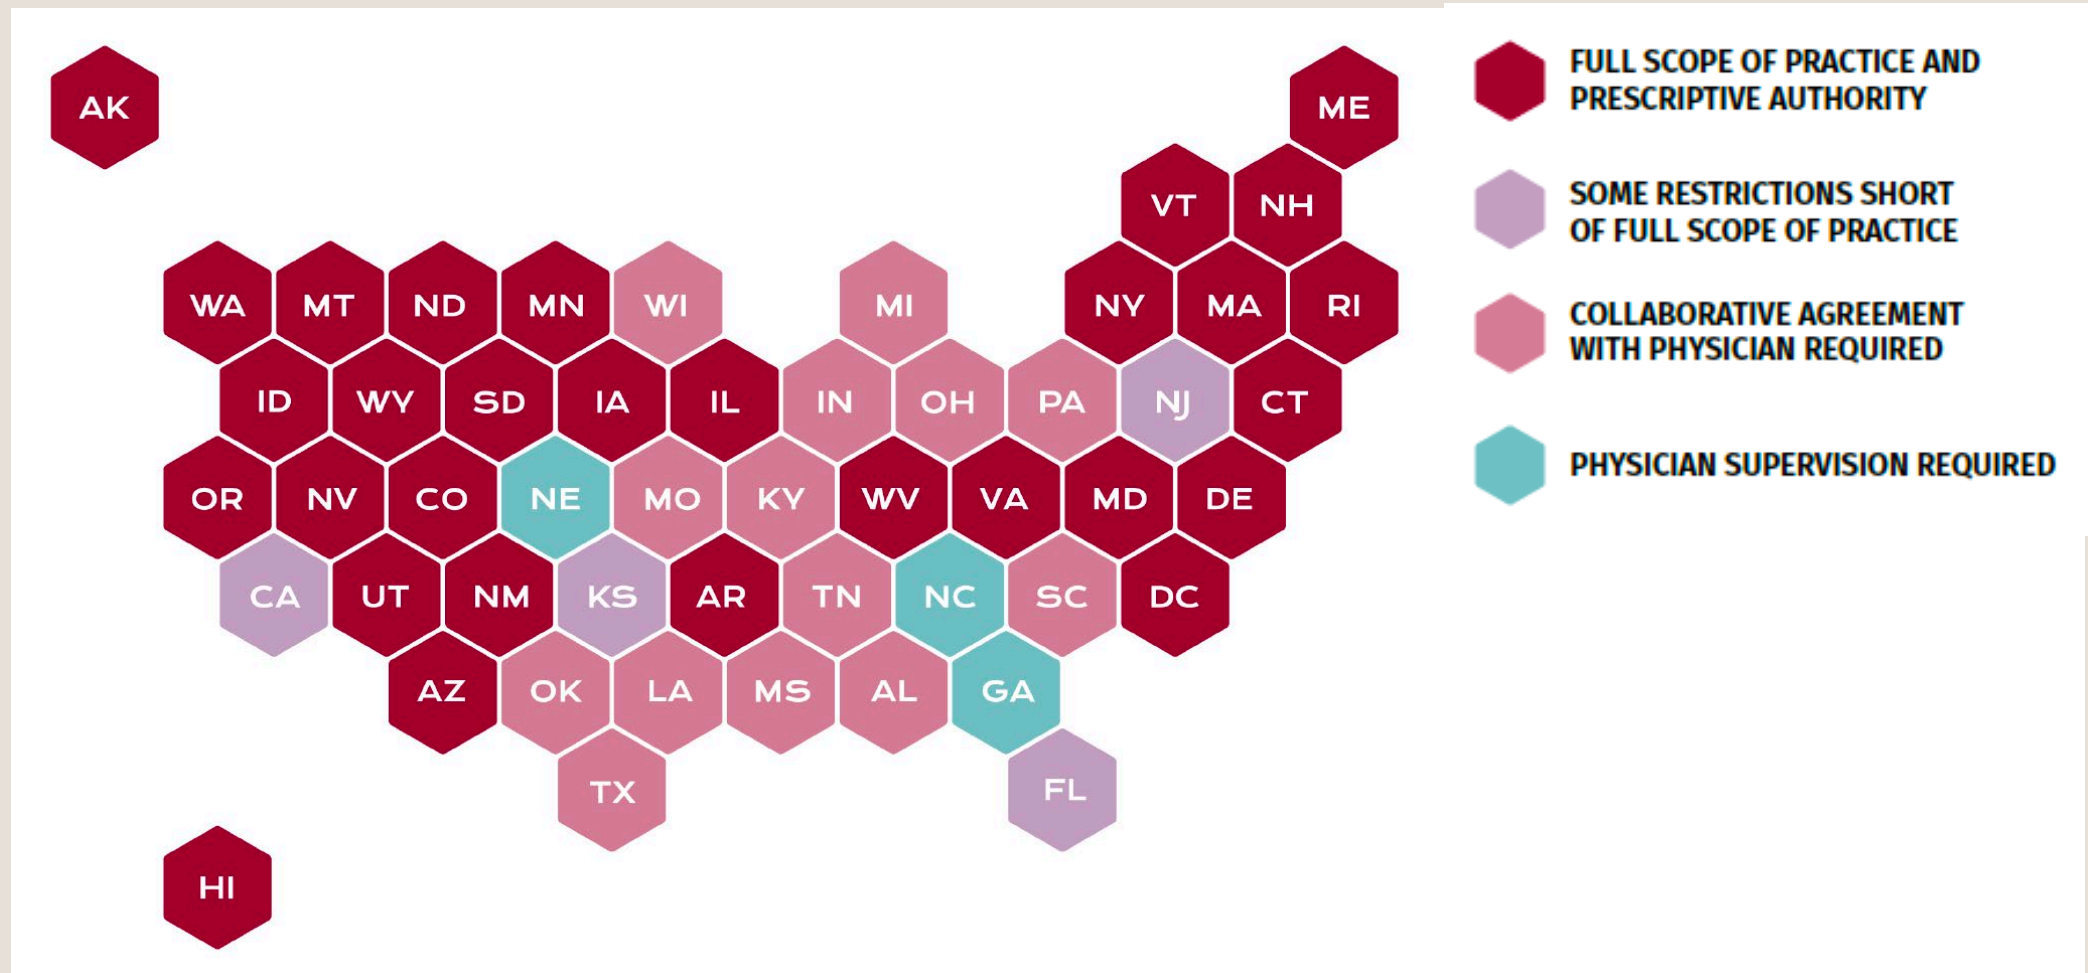 AK
ME
VT NH
WA MT ND MN WI MI NY MA RI
ID WY SD IA IL IN OH PA NJ CT
OR NV CO NE MO KY WV VA MD DE
CA UT NM KS AR TN NC SC DC
AZ OK LA MS AL GA
TX FL
HI
FULL SCOPE OF PRACTICE AND
PRESCRIPTIVE AUTHORITY
SOME RESTRICTIONS SHORT
OF FULL SCOPE OF PRACTICE
COLLABORATIVE AGREEMENT
WITH PHYSICIAN REQUIRED
PHYSICIAN SUPERVISION REQUIRED